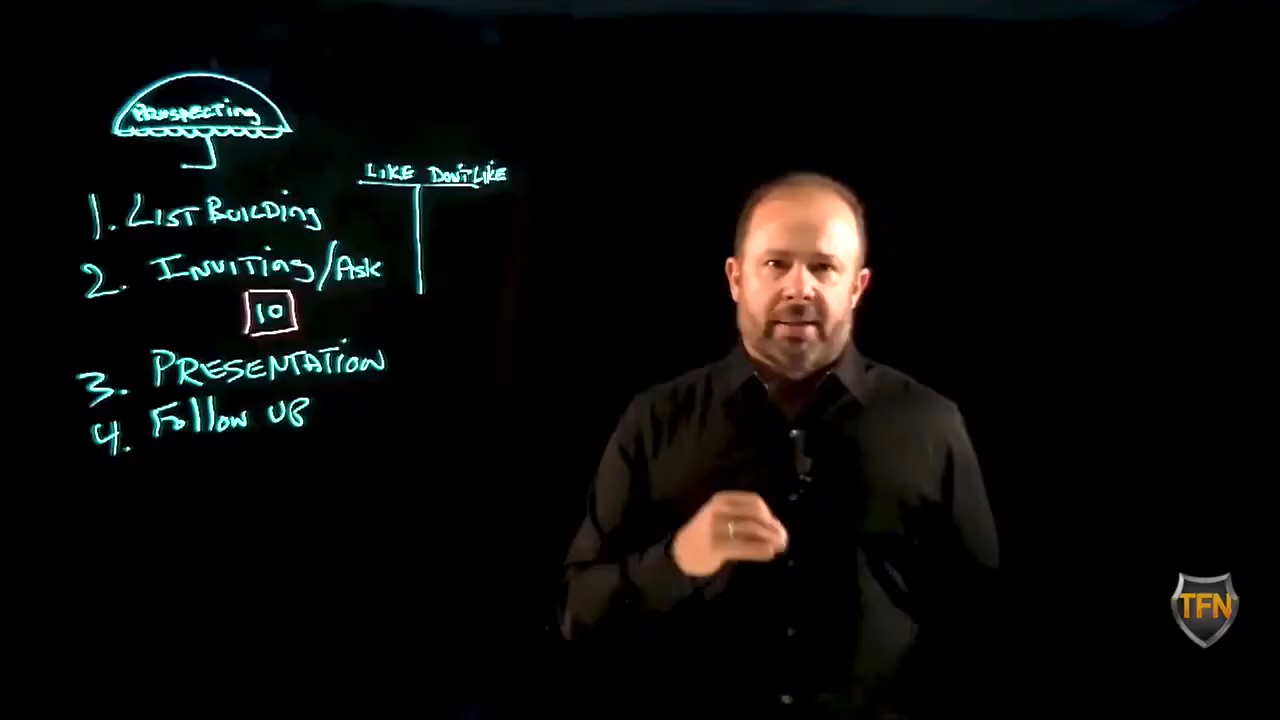 PROSPECTING
LIKE DON'T LIKE
1. LIST BUILDING
2. INVITING/ASK
10
3. PRESENTATION
4. Follow UP
TFN